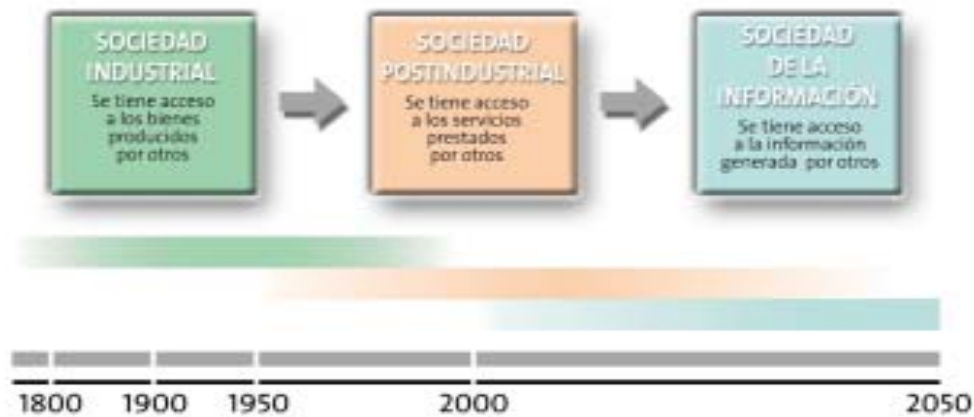 SOCIEDAD
INDUSTRIAL
Se tiene acceso
a los bienes
producidos
por otros
SOCIEDAD
POSTINDUSTRIAL
Se tiene acceso
a los servicios
prestados
por otros
SOCIEDAD
DE LA
INFORMACIÓN
Se tiene acceso
a la información
generada por otros
1800 1900 1950 2000 2050